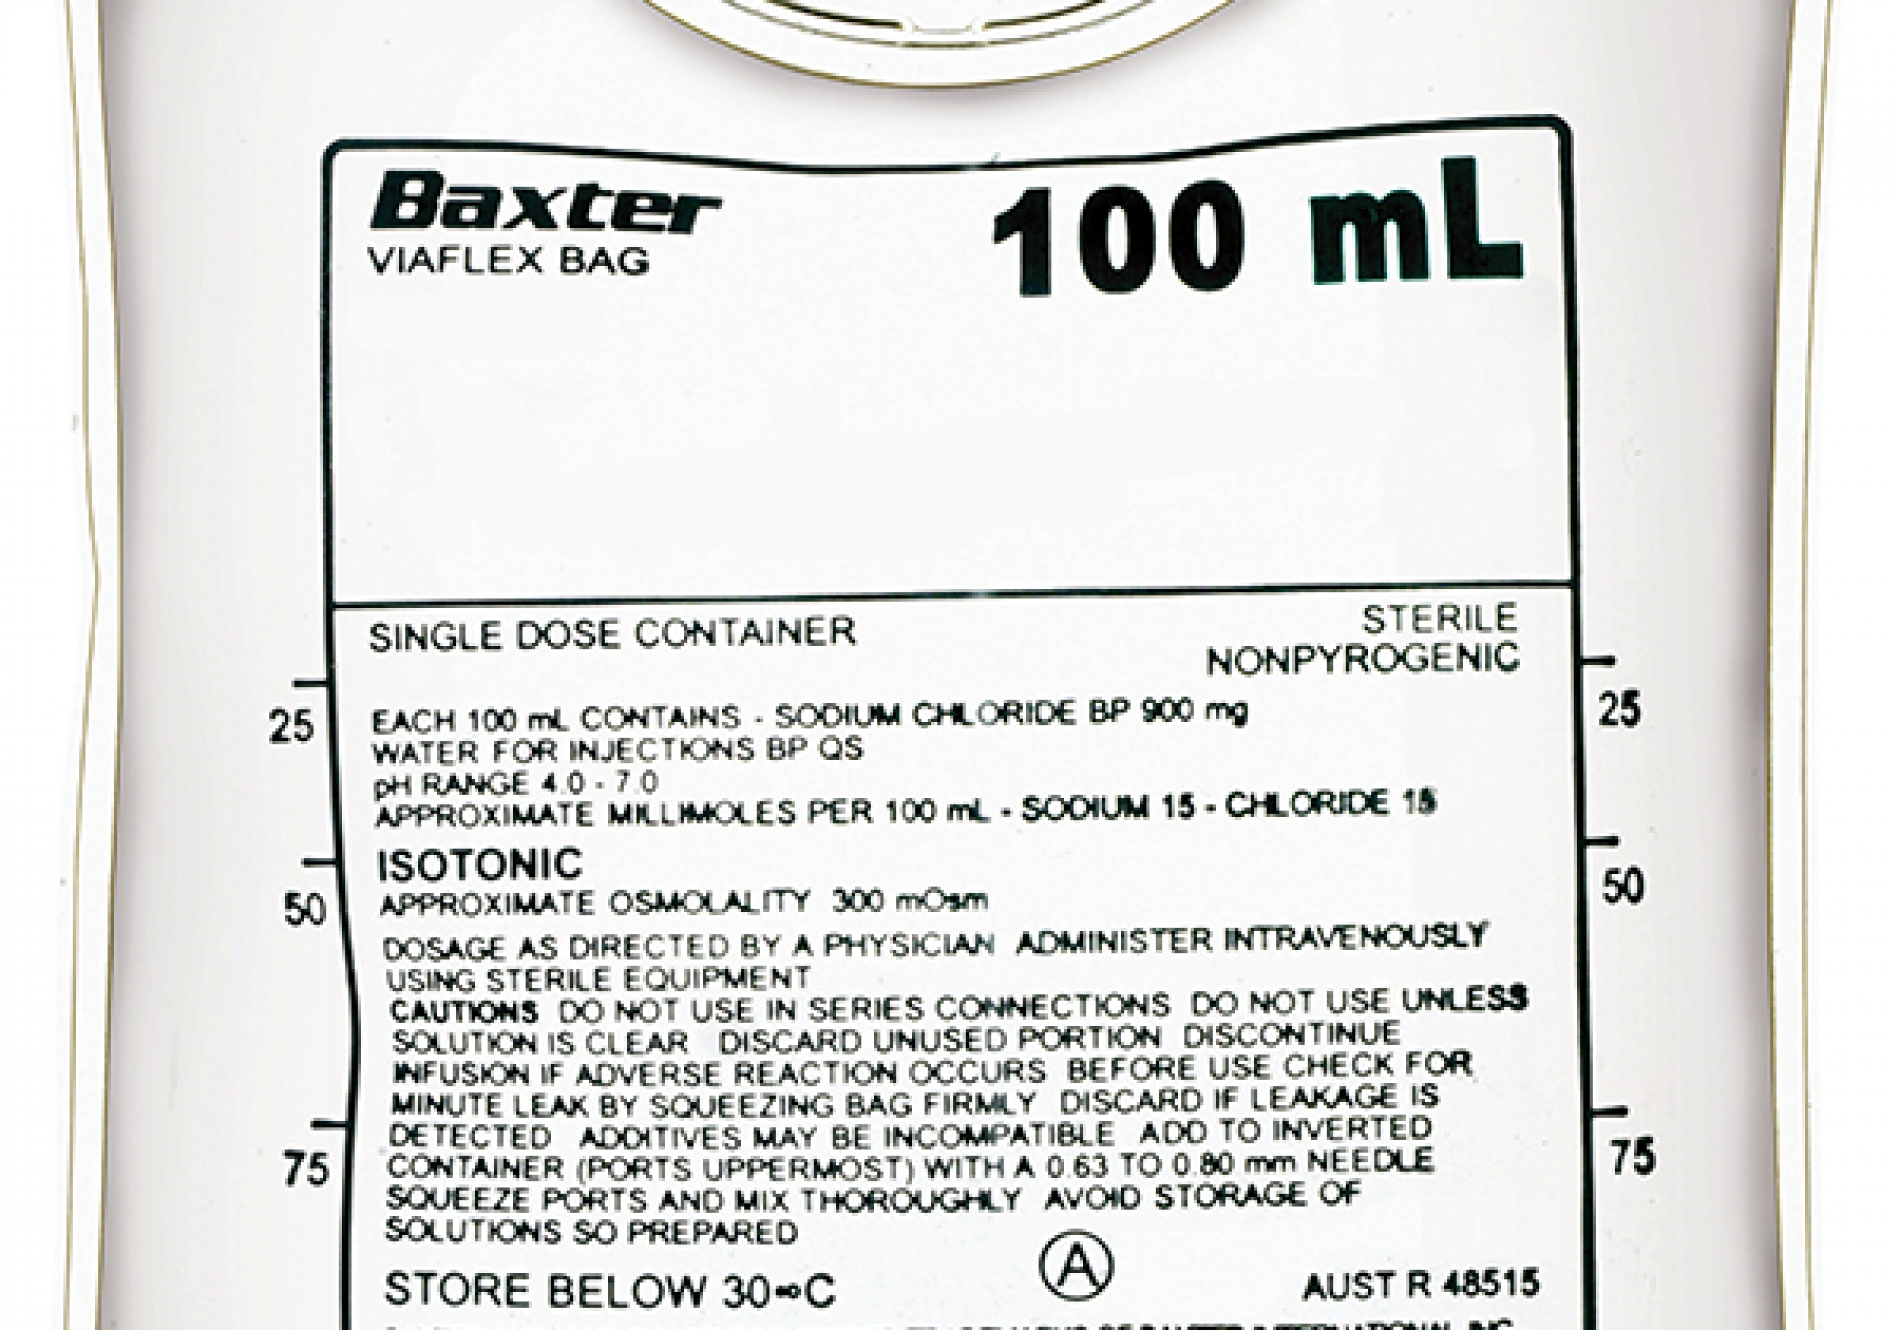 Baxter
100 mL
VIAFLEX BAG
SINGLE DOSE CONTAINER
STERILE
NONPYROGENIC
25
25
EACH 100 mL CONTAINS - SODIUM CHLORIDE BP 900 mg
WATER FOR INJECTIONS BP QS
pH RANGE 4.0 - 7.0
APPROXIMATE MILLIMOLES PER 100 mL - SODIUM 15 - CHLORIDE 15
ISOTONIC
50
50
APPROXIMATE OSMOLALITY 300 mOsm
DOSAGE AS DIRECTED BY A PHYSICIAN ADMINISTER INTRAVENOUSLY
USING STERILE EQUIPMENT
CAUTIONS DO NOT USE IN SERIES CONNECTIONS DO NOT USE UNLESS
SOLUTION IS CLEAR DISCARD UNUSED PORTION DISCONTINUE
INFUSION IF ADVERSE REACTION OCCURS BEFORE USE CHECK FOR
MINUTE LEAK BY SQUEEZING BAG FIRMLY DISCARD IF LEAKAGE IS
DETECTED ADDITIVES MAY BE INCOMPATIBLE ADD TO INVERTED
75
75
CONTAINER (PORTS UPPERMOST) WITH A 0.63 TO 0.80 mm NEEDLE
SQUEEZE PORTS AND MIX THOROUGHLY AVOID STORAGE OF
SOLUTIONS SO PREPARED
A
STORE BELOW 30°C
AUST R 48515